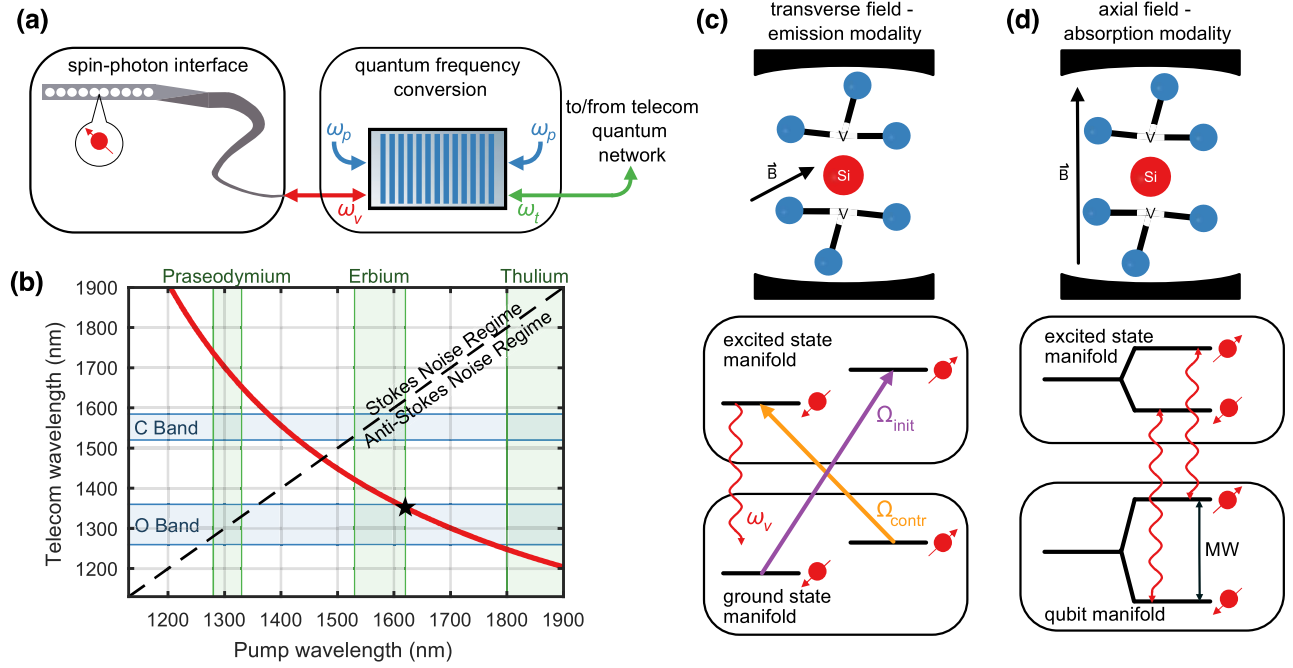 (a)
spin-photon interface
quantum frequency
conversion
to/from telecom
quantum
network
ωp
ωp
ωv
ωt
(b)
Praseodymium
Erbium
Thulium
1900
1800
1700
1600
1500
1400
1300
1200
Telecom wavelength (nm)
Stokes Noise Regime
Anti-Stokes Noise Regime
C Band
O Band
1200
1300
1400
1500
1600
1700
1800
1900
Pump wavelength (nm)
(c)
transverse field -
emission modality
V
Si
B
V
excited state
manifold
Ωinit
Ωcontr
ωv
ground state
manifold
(d)
axial field -
absorption modality
V
Si
B
V
excited state
manifold
MW
qubit manifold